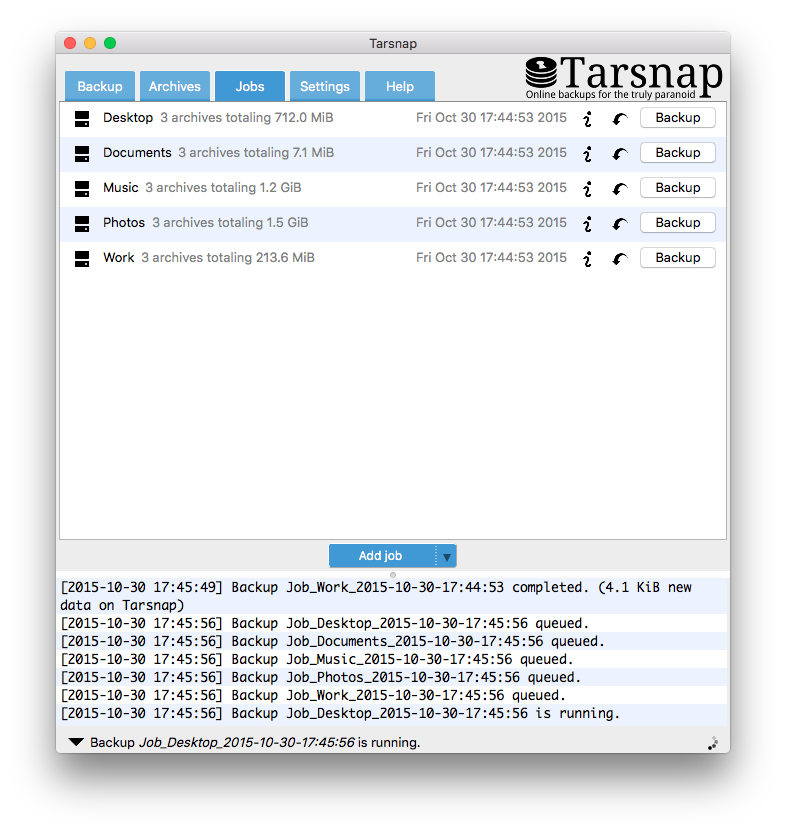 Tarsnap
Backup Archives Jobs Settings Help
Tarsnap
Online backups for the truly paranoid
Desktop 3 archives totaling 712.0 MiB Fri Oct 30 17:44:53 2015 Backup
Documents 3 archives totaling 7.1 MiB Fri Oct 30 17:44:53 2015 Backup
Music 3 archives totaling 1.2 GiB Fri Oct 30 17:44:53 2015 Backup
Photos 3 archives totaling 1.5 GiB Fri Oct 30 17:44:53 2015 Backup
Work 3 archives totaling 213.6 MiB Fri Oct 30 17:44:53 2015 Backup
Add job
[2015-10-30 17:45:49] Backup Job_Work_2015-10-30-17:44:53 completed. (4.1 KiB new
data on Tarsnap)
[2015-10-30 17:45:56] Backup Job_Desktop_2015-10-30-17:45:56 queued.
[2015-10-30 17:45:56] Backup Job_Documents_2015-10-30-17:45:56 queued.
[2015-10-30 17:45:56] Backup Job_Music_2015-10-30-17:45:56 queued.
[2015-10-30 17:45:56] Backup Job_Photos_2015-10-30-17:45:56 queued.
[2015-10-30 17:45:56] Backup Job_Work_2015-10-30-17:45:56 queued.
[2015-10-30 17:45:56] Backup Job_Desktop_2015-10-30-17:45:56 is running.
Backup Job_Desktop_2015-10-30-17:45:56 is running.